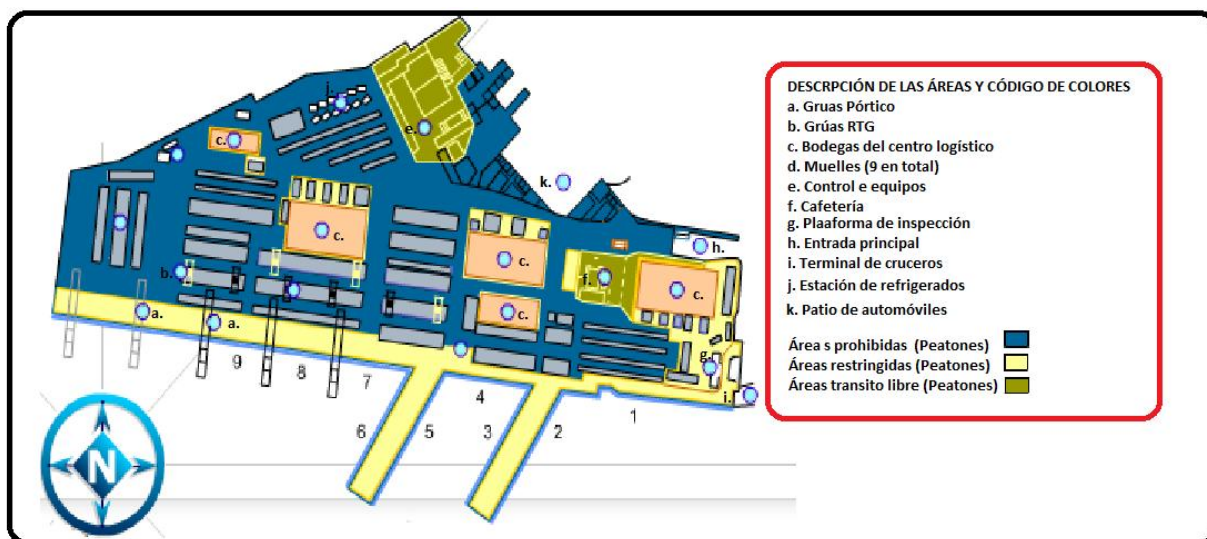 j.
e.
c.
k.
h.
c.
c.
f.
c.
b.
c.
a.
a.
g.
i.
9
8
7
6
5
4
3
2
1
N
DESCRPCIÓN DE LAS ÁREAS Y CÓDIGO DE COLORES
a. Gruas Pórtico
b. Grúas RTG
c. Bodegas del centro logístico
d. Muelles (9 en total)
e. Control e equipos
f. Cafetería
g. Plaaforma de inspección
h. Entrada principal
i. Terminal de cruceros
j. Estación de refrigerados
k. Patio de automóviles
Área s prohibidas (Peatones)
Áreas restringidas (Peatones)
Áreas transito libre (Peatones)